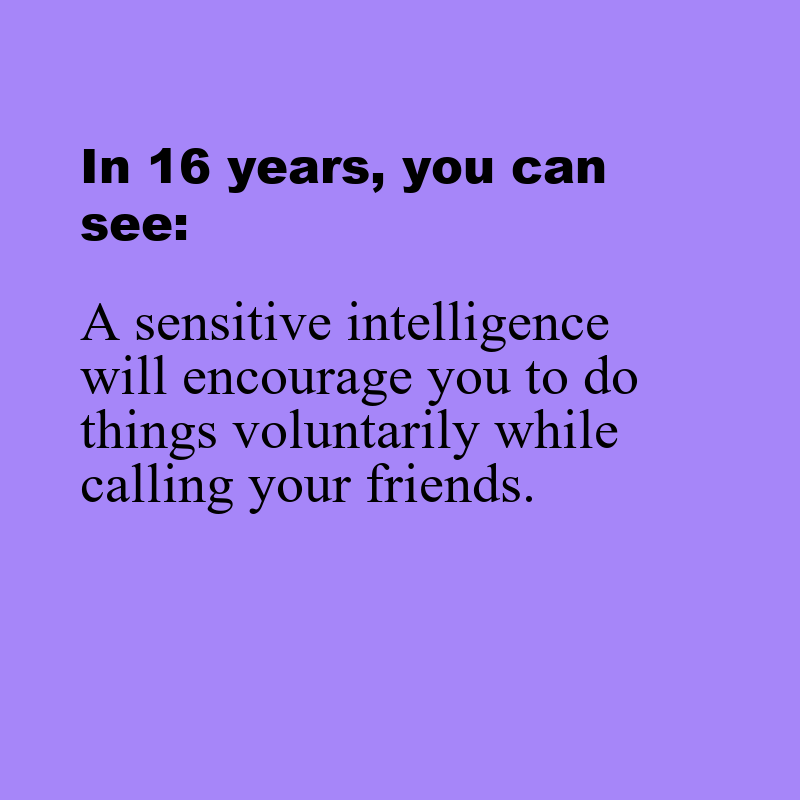 In 16 years, you can
see:
A sensitive intelligence
will encourage you to do
things voluntarily while
calling your friends.